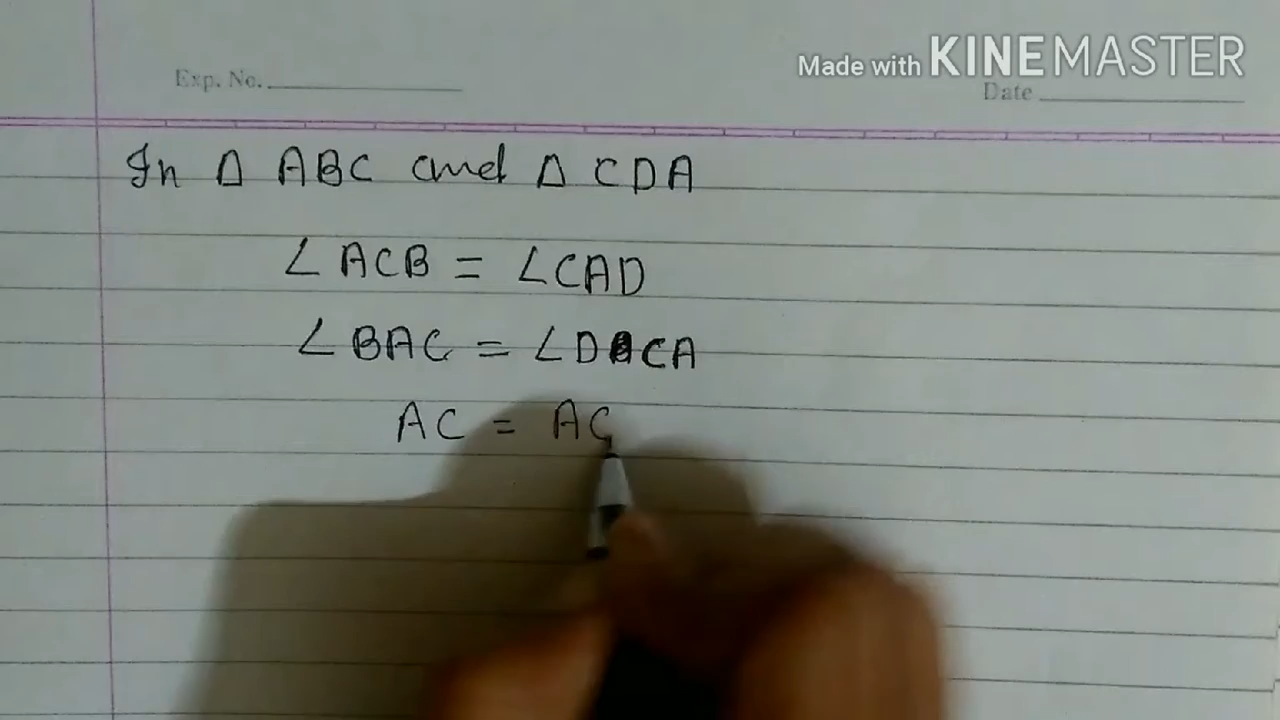 Made with KINEMASTER
Exp. No.
Date
In Δ ABC and Δ CDA
∠ACB = ∠CAD
∠BAC = ∠DCA
AC = AC